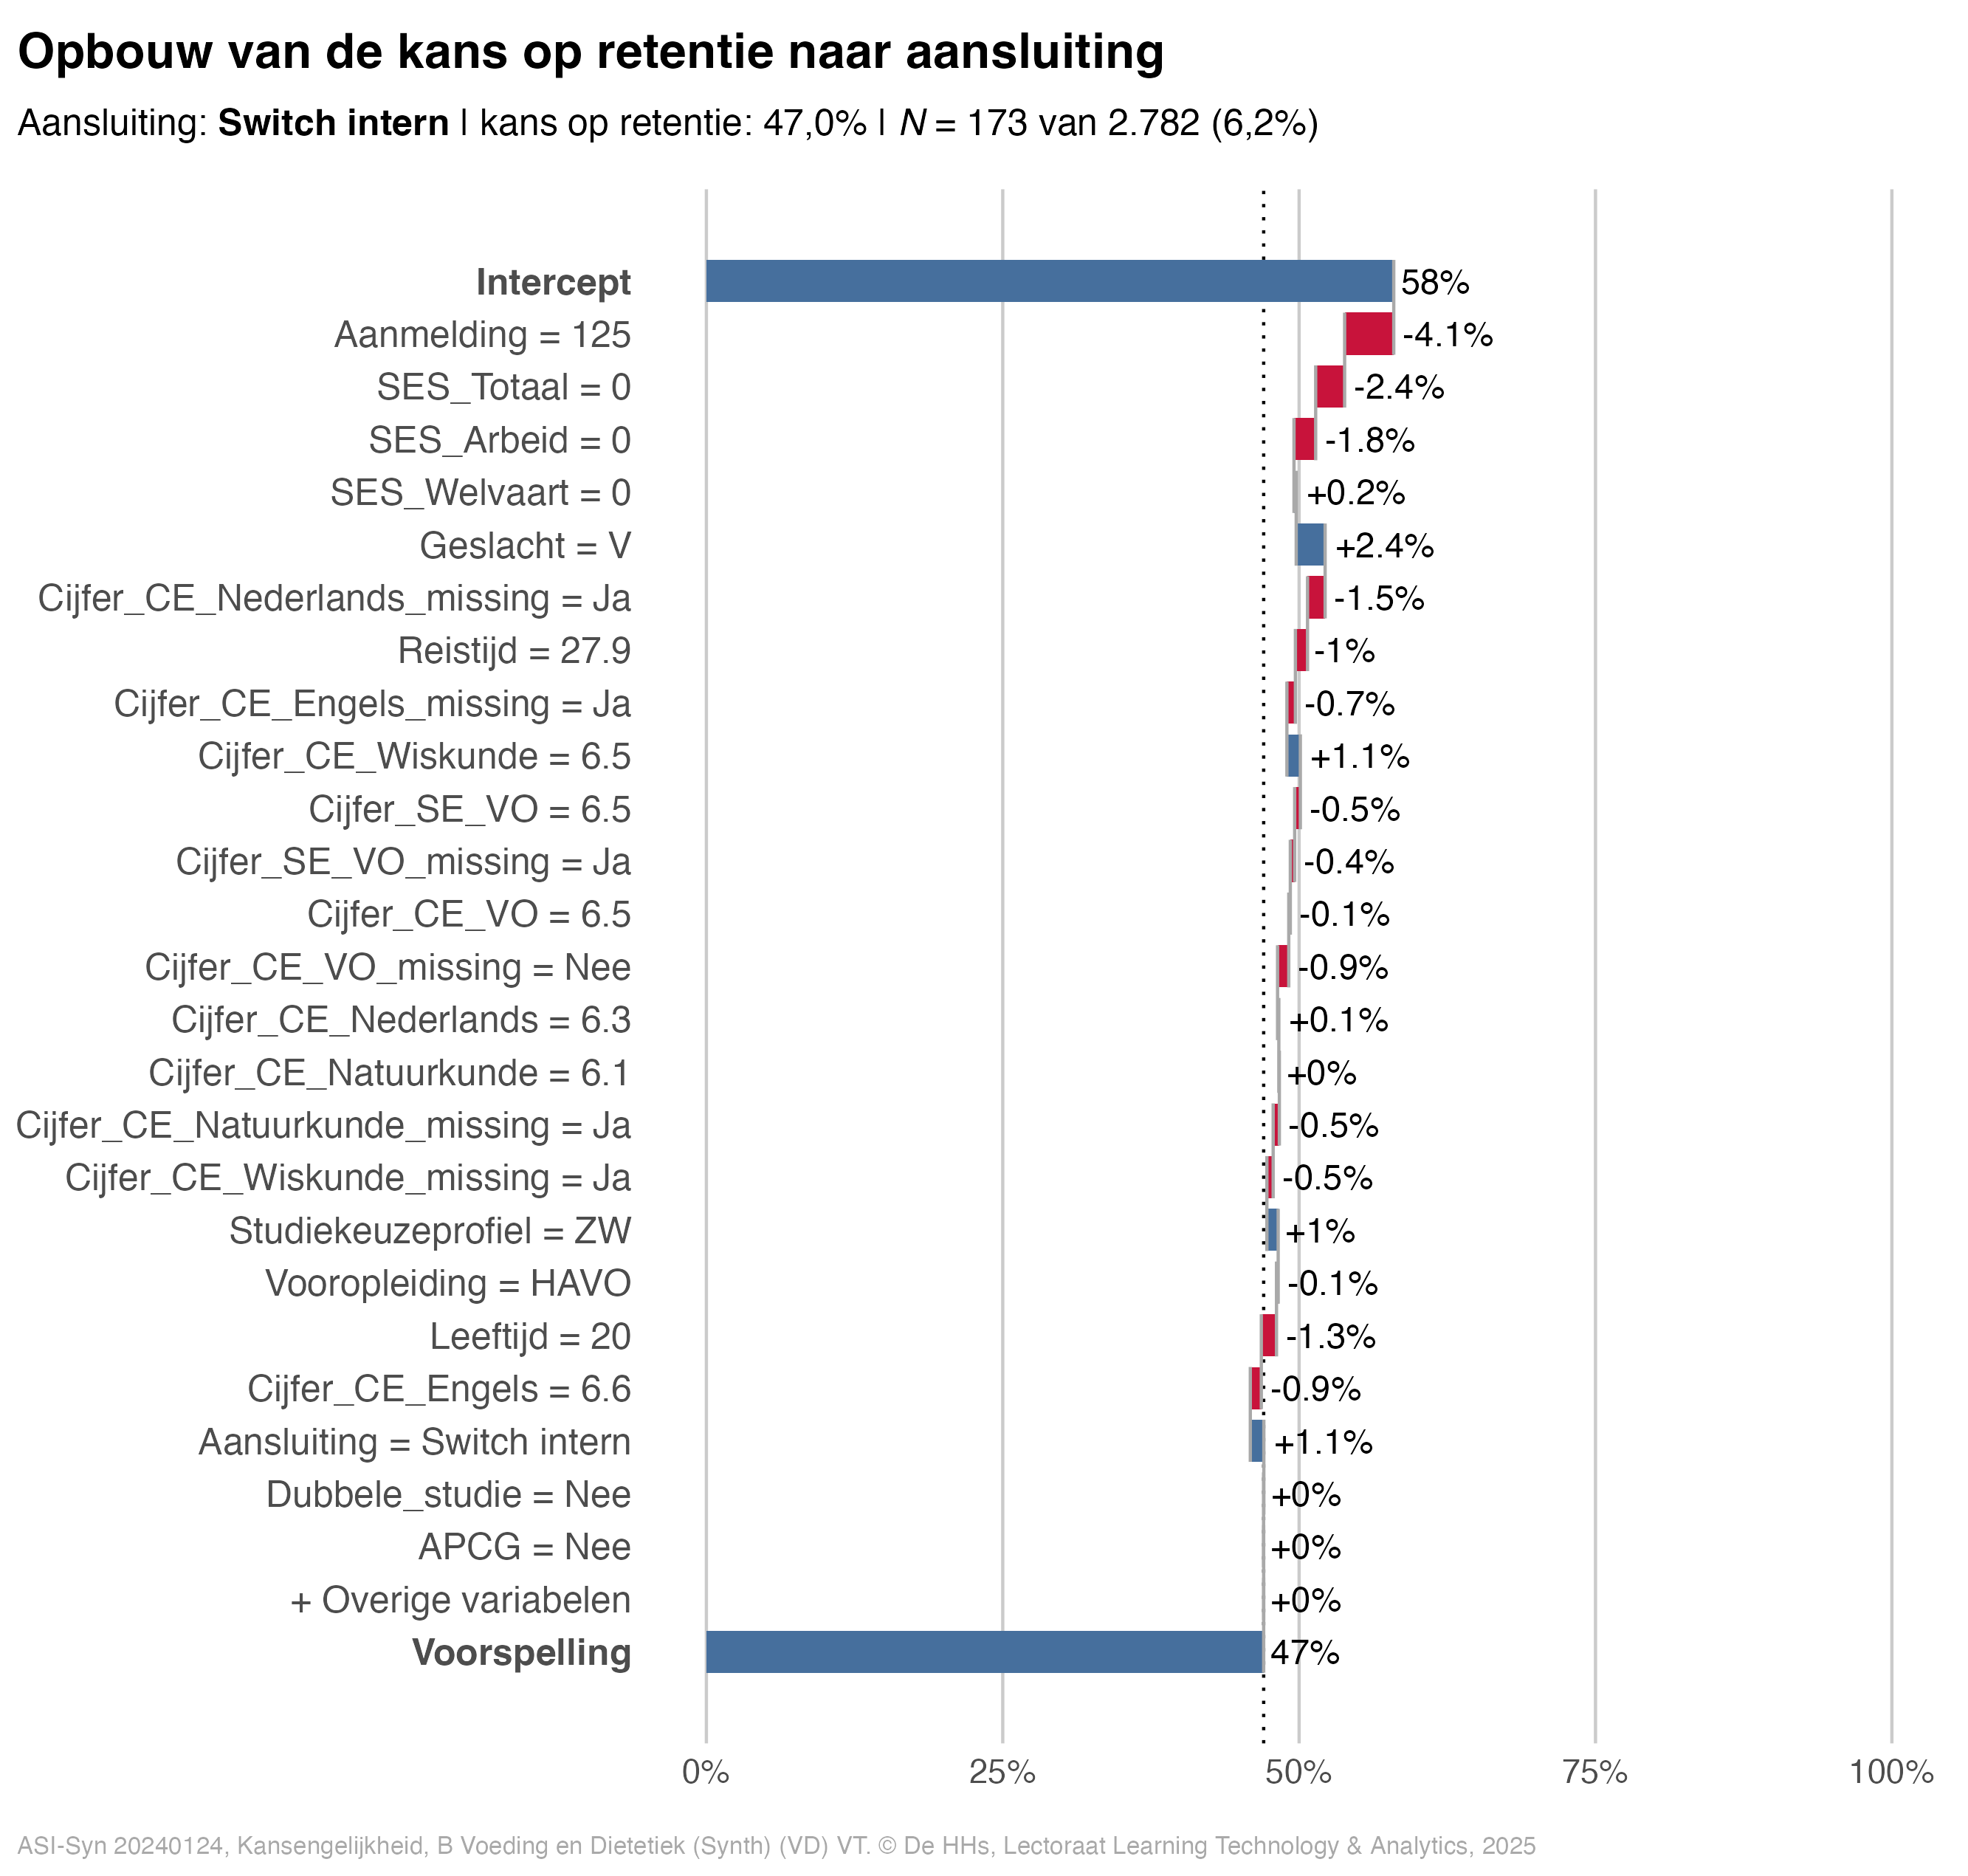 Opbouw van de kans op retentie naar aansluiting
Aansluiting: Switch intern | kans op retentie: 47,0% | N = 173 van 2.782 (6,2%)
Intercept 58%
Aanmelding = 125 -4.1%
SES_Totaal = 0 -2.4%
SES_Arbeid = 0 -1.8%
SES_Welvaart = 0 +0.2%
Geslacht = V +2.4%
Cijfer_CE_Nederlands_missing = Ja -1.5%
Reistijd = 27.9 -1%
Cijfer_CE_Engels_missing = Ja -0.7%
Cijfer_CE_Wiskunde = 6.5 +1.1%
Cijfer_SE_VO = 6.5 -0.5%
Cijfer_SE_VO_missing = Ja -0.4%
Cijfer_CE_VO = 6.5 -0.1%
Cijfer_CE_VO_missing = Nee -0.9%
Cijfer_CE_Nederlands = 6.3 +0.1%
Cijfer_CE_Natuurkunde = 6.1 +0%
Cijfer_CE_Natuurkunde_missing = Ja -0.5%
Cijfer_CE_Wiskunde_missing = Ja -0.5%
Studiekeuzeprofiel = ZW +1%
Vooropleiding = HAVO -0.1%
Leeftijd = 20 -1.3%
Cijfer_CE_Engels = 6.6 -0.9%
Aansluiting = Switch intern +1.1%
Dubbele_studie = Nee +0%
APCG = Nee +0%
+ Overige variabelen +0%
Voorspelling 47%
0% 25% 50% 75% 100%
ASI-Syn 20240124, Kansengelijkheid, B Voeding en Dietetiek (Synth) (VD) VT. © De HHs, Lectoraat Learning Technology & Analytics, 2025